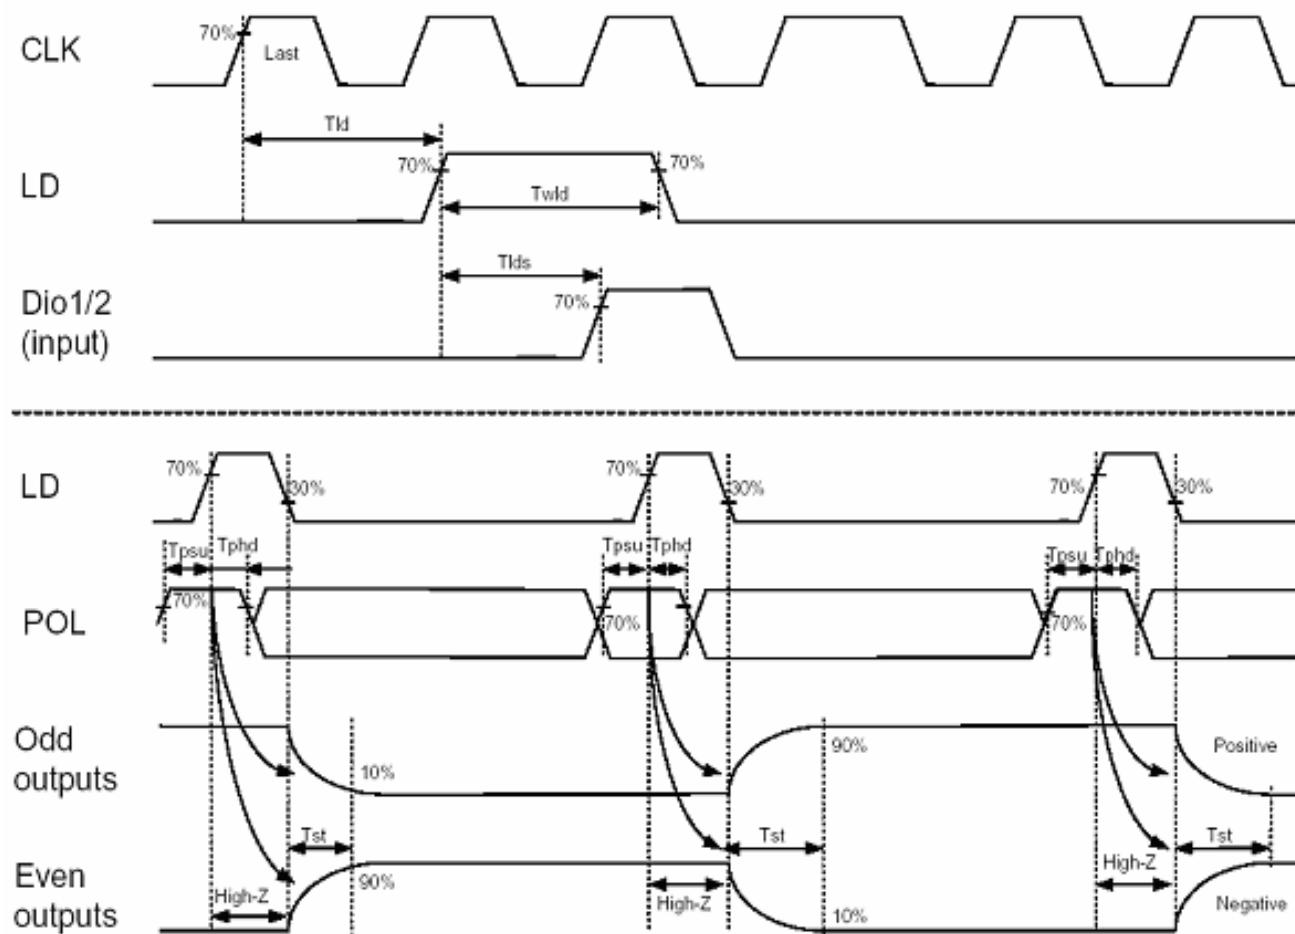 CLK
70%
Last
Tld
LD
70%
70%
Twld
Tlds
Dio1/2
(input)
70%
LD
70%
30%
70%
30%
70%
30%
Tpsu
Tphd
Tpsu
Tphd
Tpsu
Tphd
POL
70%
70%
70%
Odd
outputs
10%
90%
Positive
Tst
Tst
Tst
Even
outputs
High-Z
90%
High-Z
10%
High-Z
Negative